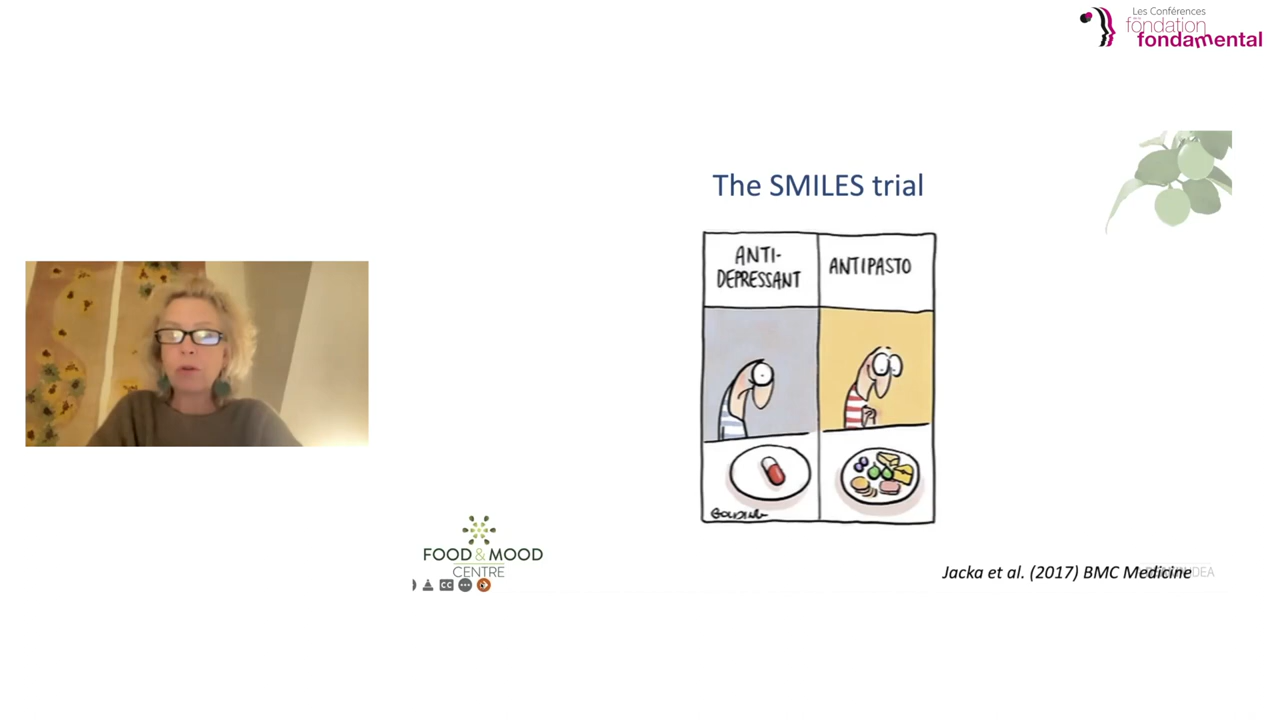 Les Conférences
fondation
fondamental
The SMILES trial
ANTI-
DEPRESSANT
ANTIPASTO
FOOD & MOOD
CENTRE
CC
Jacka et al. (2017) BMC Medicine